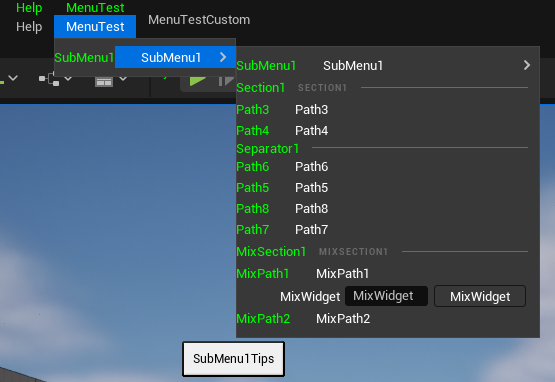 Help MenuTest
Help MenuTest MenuTestCustom
SubMenu1 SubMenu1
SubMenu1 SubMenu1
Section1 SECTION1
Path3 Path3
Path4 Path4
Separator1
Path6 Path6
Path5 Path5
Path8 Path8
Path7 Path7
MixSection1 MIXSECTION1
MixPath1 MixPath1
MixWidget MixWidget MixWidget
MixPath2 MixPath2
SubMenu1Tips